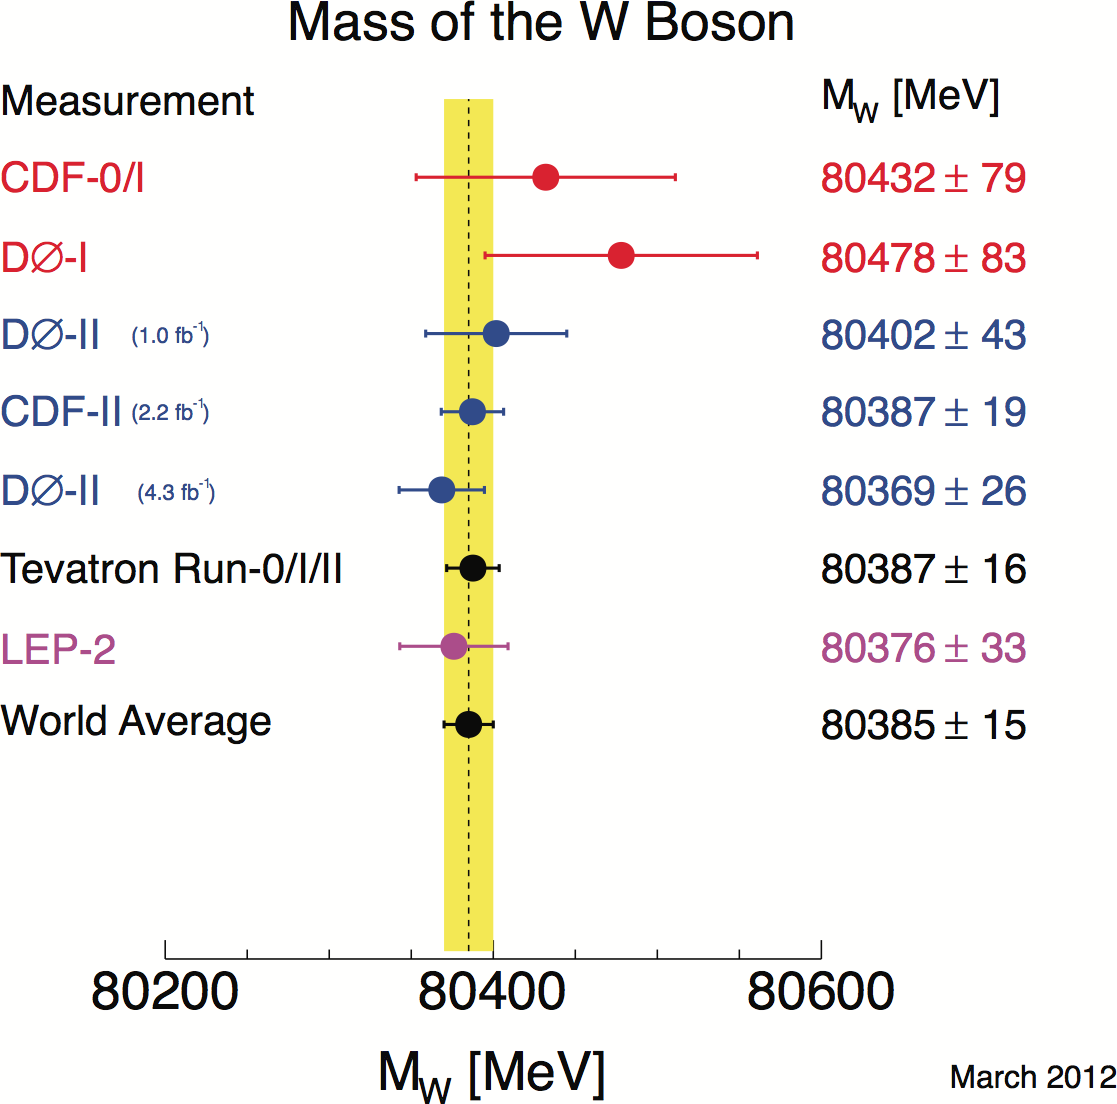 Mass of the W Boson
Measurement M_W [MeV]
CDF-0/I 80432 ± 79
DØ-I 80478 ± 83
DØ-II (1.0 fb⁻¹) 80402 ± 43
CDF-II (2.2 fb⁻¹) 80387 ± 19
DØ-II (4.3 fb⁻¹) 80369 ± 26
Tevatron Run-0/I/II 80387 ± 16
LEP-2 80376 ± 33
World Average 80385 ± 15
80200 80400 80600
M_W [MeV]
March 2012